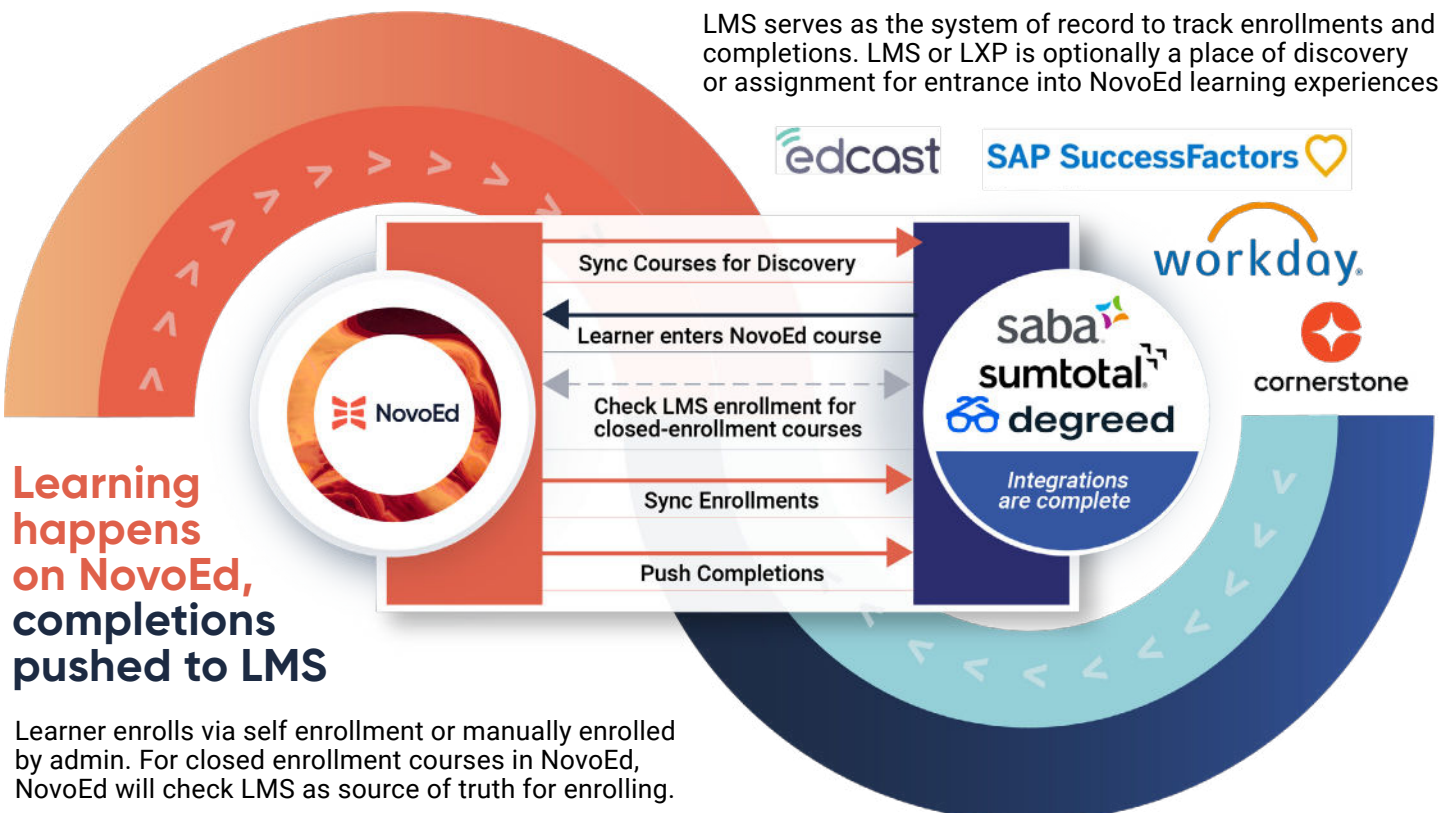 LMS serves as the system of record to track enrollments and
completions. LMS or LXP is optionally a place of discovery
or assignment for entrance into NovoEd learning experiences
edcast
SAP SuccessFactors
workday.
cornerstone
Sync Courses for Discovery
Learner enters NovoEd course
Check LMS enrollment for
closed-enrollment courses
Sync Enrollments
Push Completions
NovoEd
saba
sumtotal.
degreed
Integrations
are complete
Learning
happens
on NovoEd,
completions
pushed to LMS
Learner enrolls via self enrollment or manually enrolled
by admin. For closed enrollment courses in NovoEd,
NovoEd will check LMS as source of truth for enrolling.